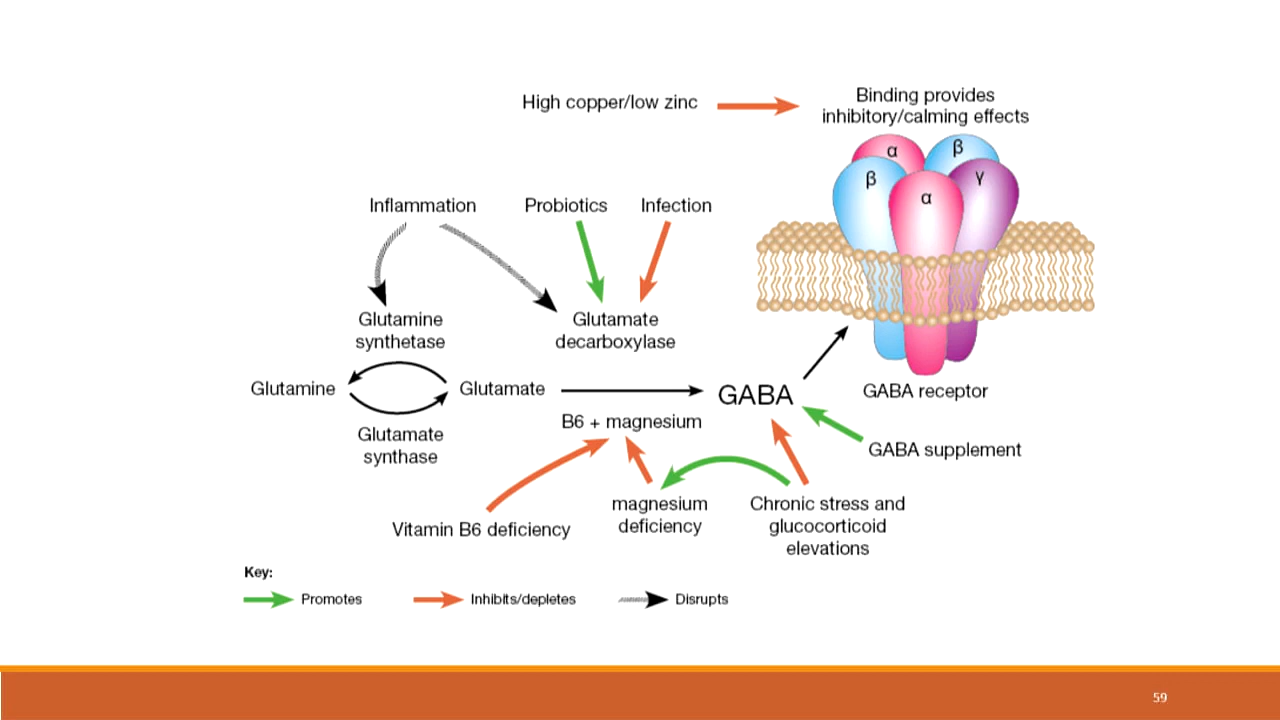 High copper/low zinc
Binding provides
inhibitory/calming effects
α
β
β
γ
α
Inflammation
Probiotics
Infection
Glutamine
synthetase
Glutamate
decarboxylase
Glutamine
Glutamate
GABA
GABA receptor
B6 + magnesium
Glutamate
synthase
GABA supplement
Vitamin B6 deficiency
magnesium
deficiency
Chronic stress and
glucocorticoid
elevations
Key:
Promotes
Inhibits/depletes
Disrupts
59